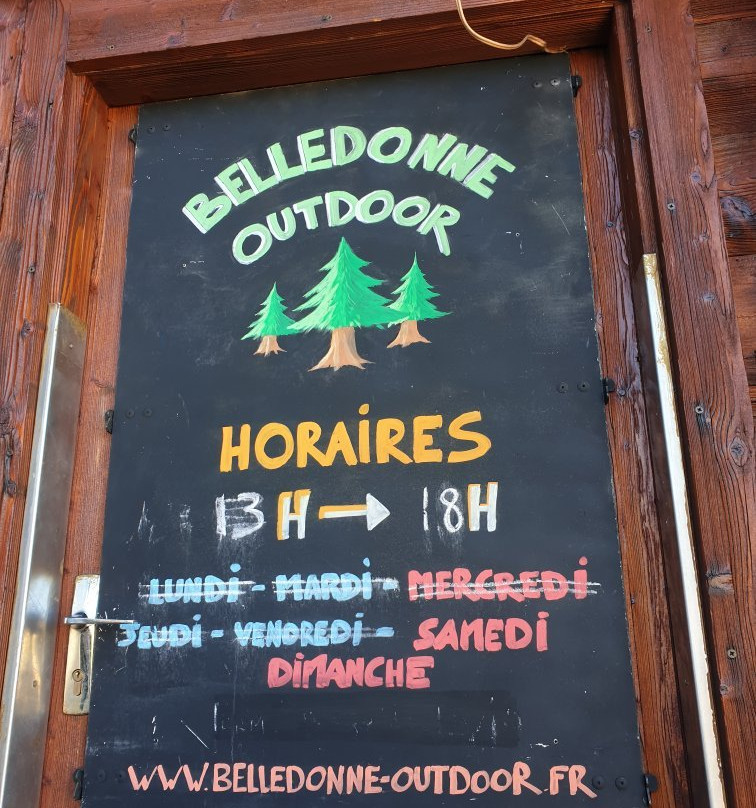 BELLEDONNE
OUTDOOR
HORAIRES
13H → 18H
LUNDI - MARDI - MERCREDI
JEUDI - VENDREDI - SAMEDI
DIMANCHE
WWW.BELLEDONNE-OUTDOOR.FR